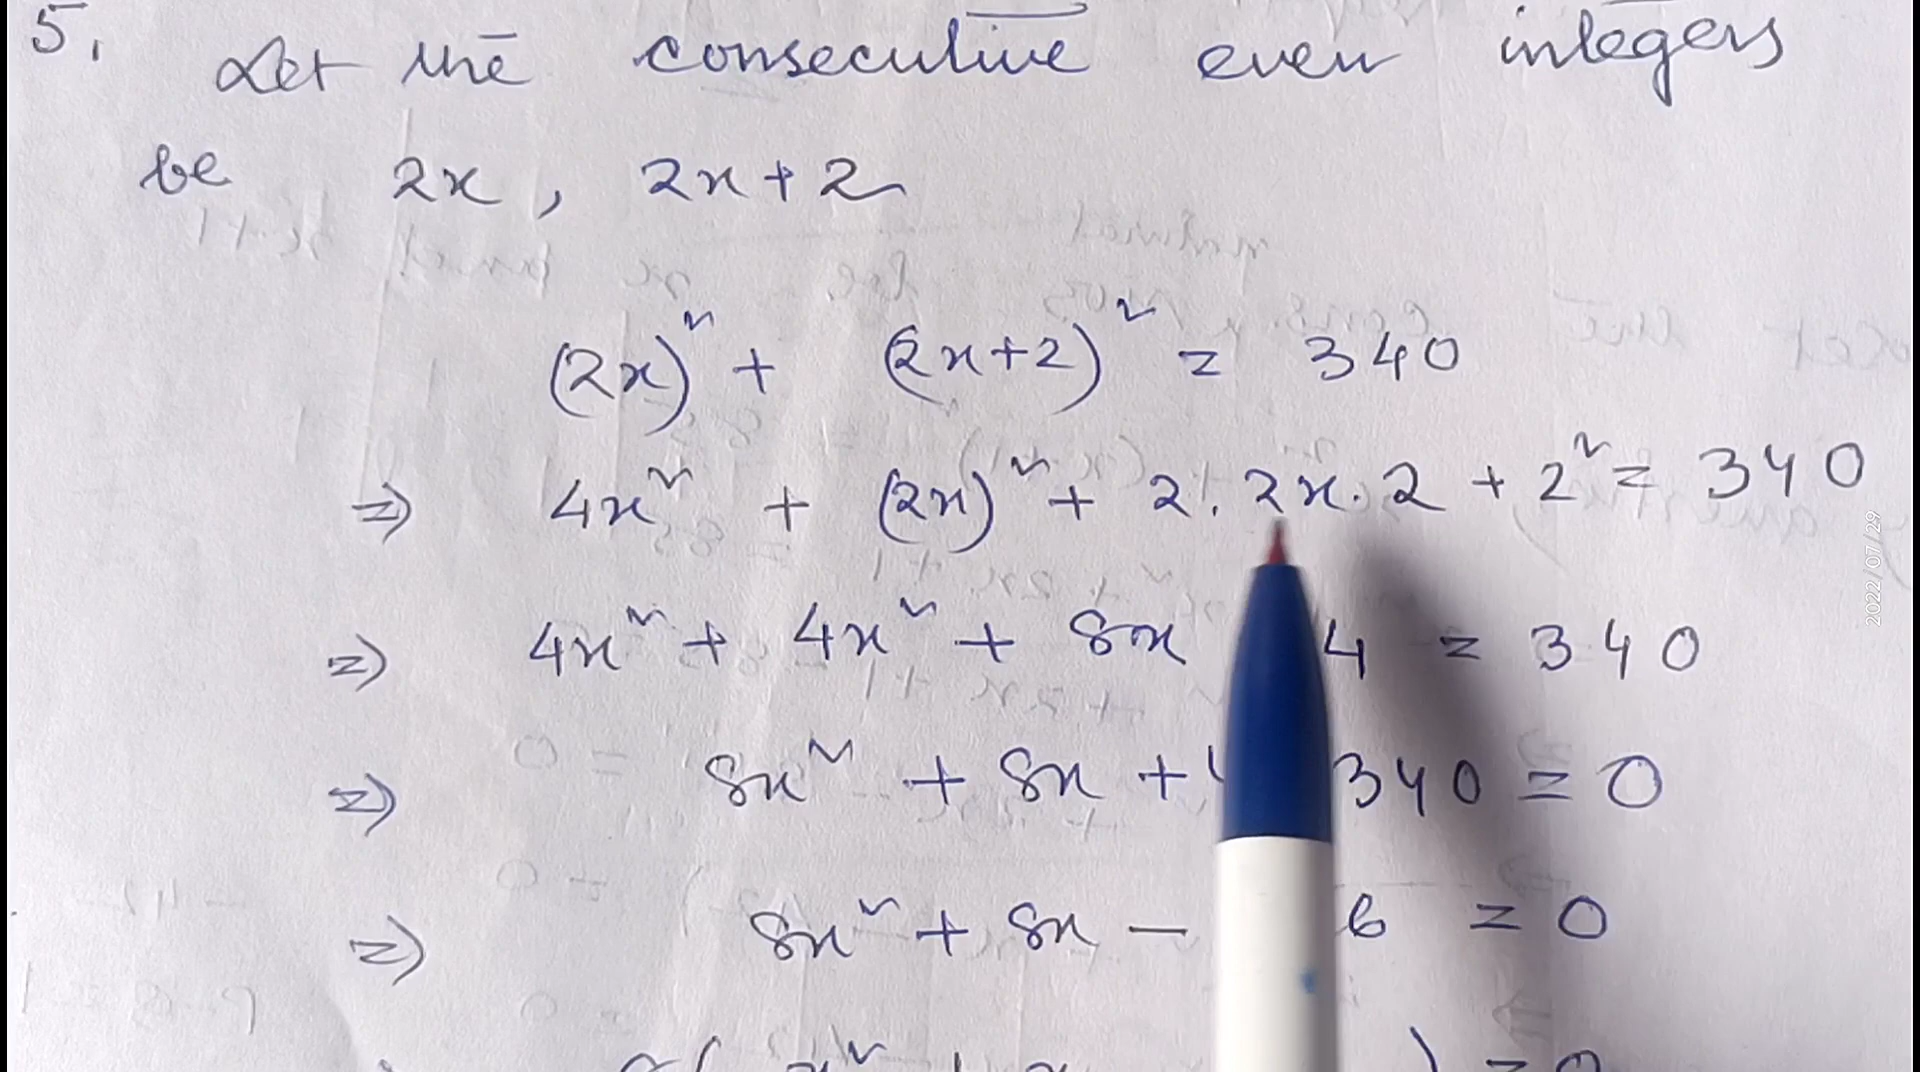 5. Let the consecutive even integers
be 2x, 2x+2
(2x)² + (2x+2)² = 340
⇒ 4x² + (2x)² + 2.2x.2 + 2² = 340
⇒ 4x² + 4x² + 8x 4 = 340
⇒ 8x² + 8x + 340 = 0
⇒ 8x² + 8x - 6 = 0
2022/07/29